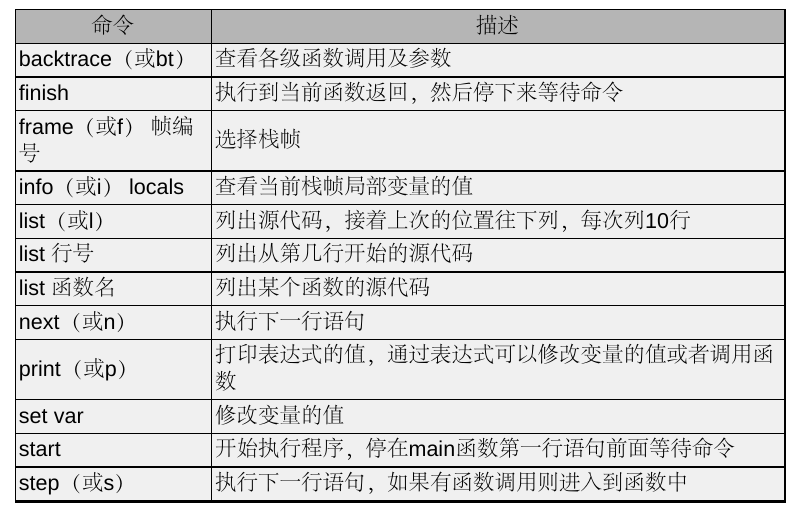 命令 描述
backtrace（或bt） 查看各级函数调用及参数
finish 执行到当前函数返回，然后停下来等待命令
frame（或f） 帧编
号 选择栈帧
info（或i） locals 查看当前栈帧局部变量的值
list（或l） 列出源代码，接着上次的位置往下列，每次列10行
list 行号 列出从第几行开始的源代码
list 函数名 列出某个函数的源代码
next（或n） 执行下一行语句
print（或p） 打印表达式的值，通过表达式可以修改变量的值或者调用函
数
set var 修改变量的值
start 开始执行程序，停在main函数第一行语句前面等待命令
step（或s） 执行下一行语句，如果有函数调用则进入到函数中